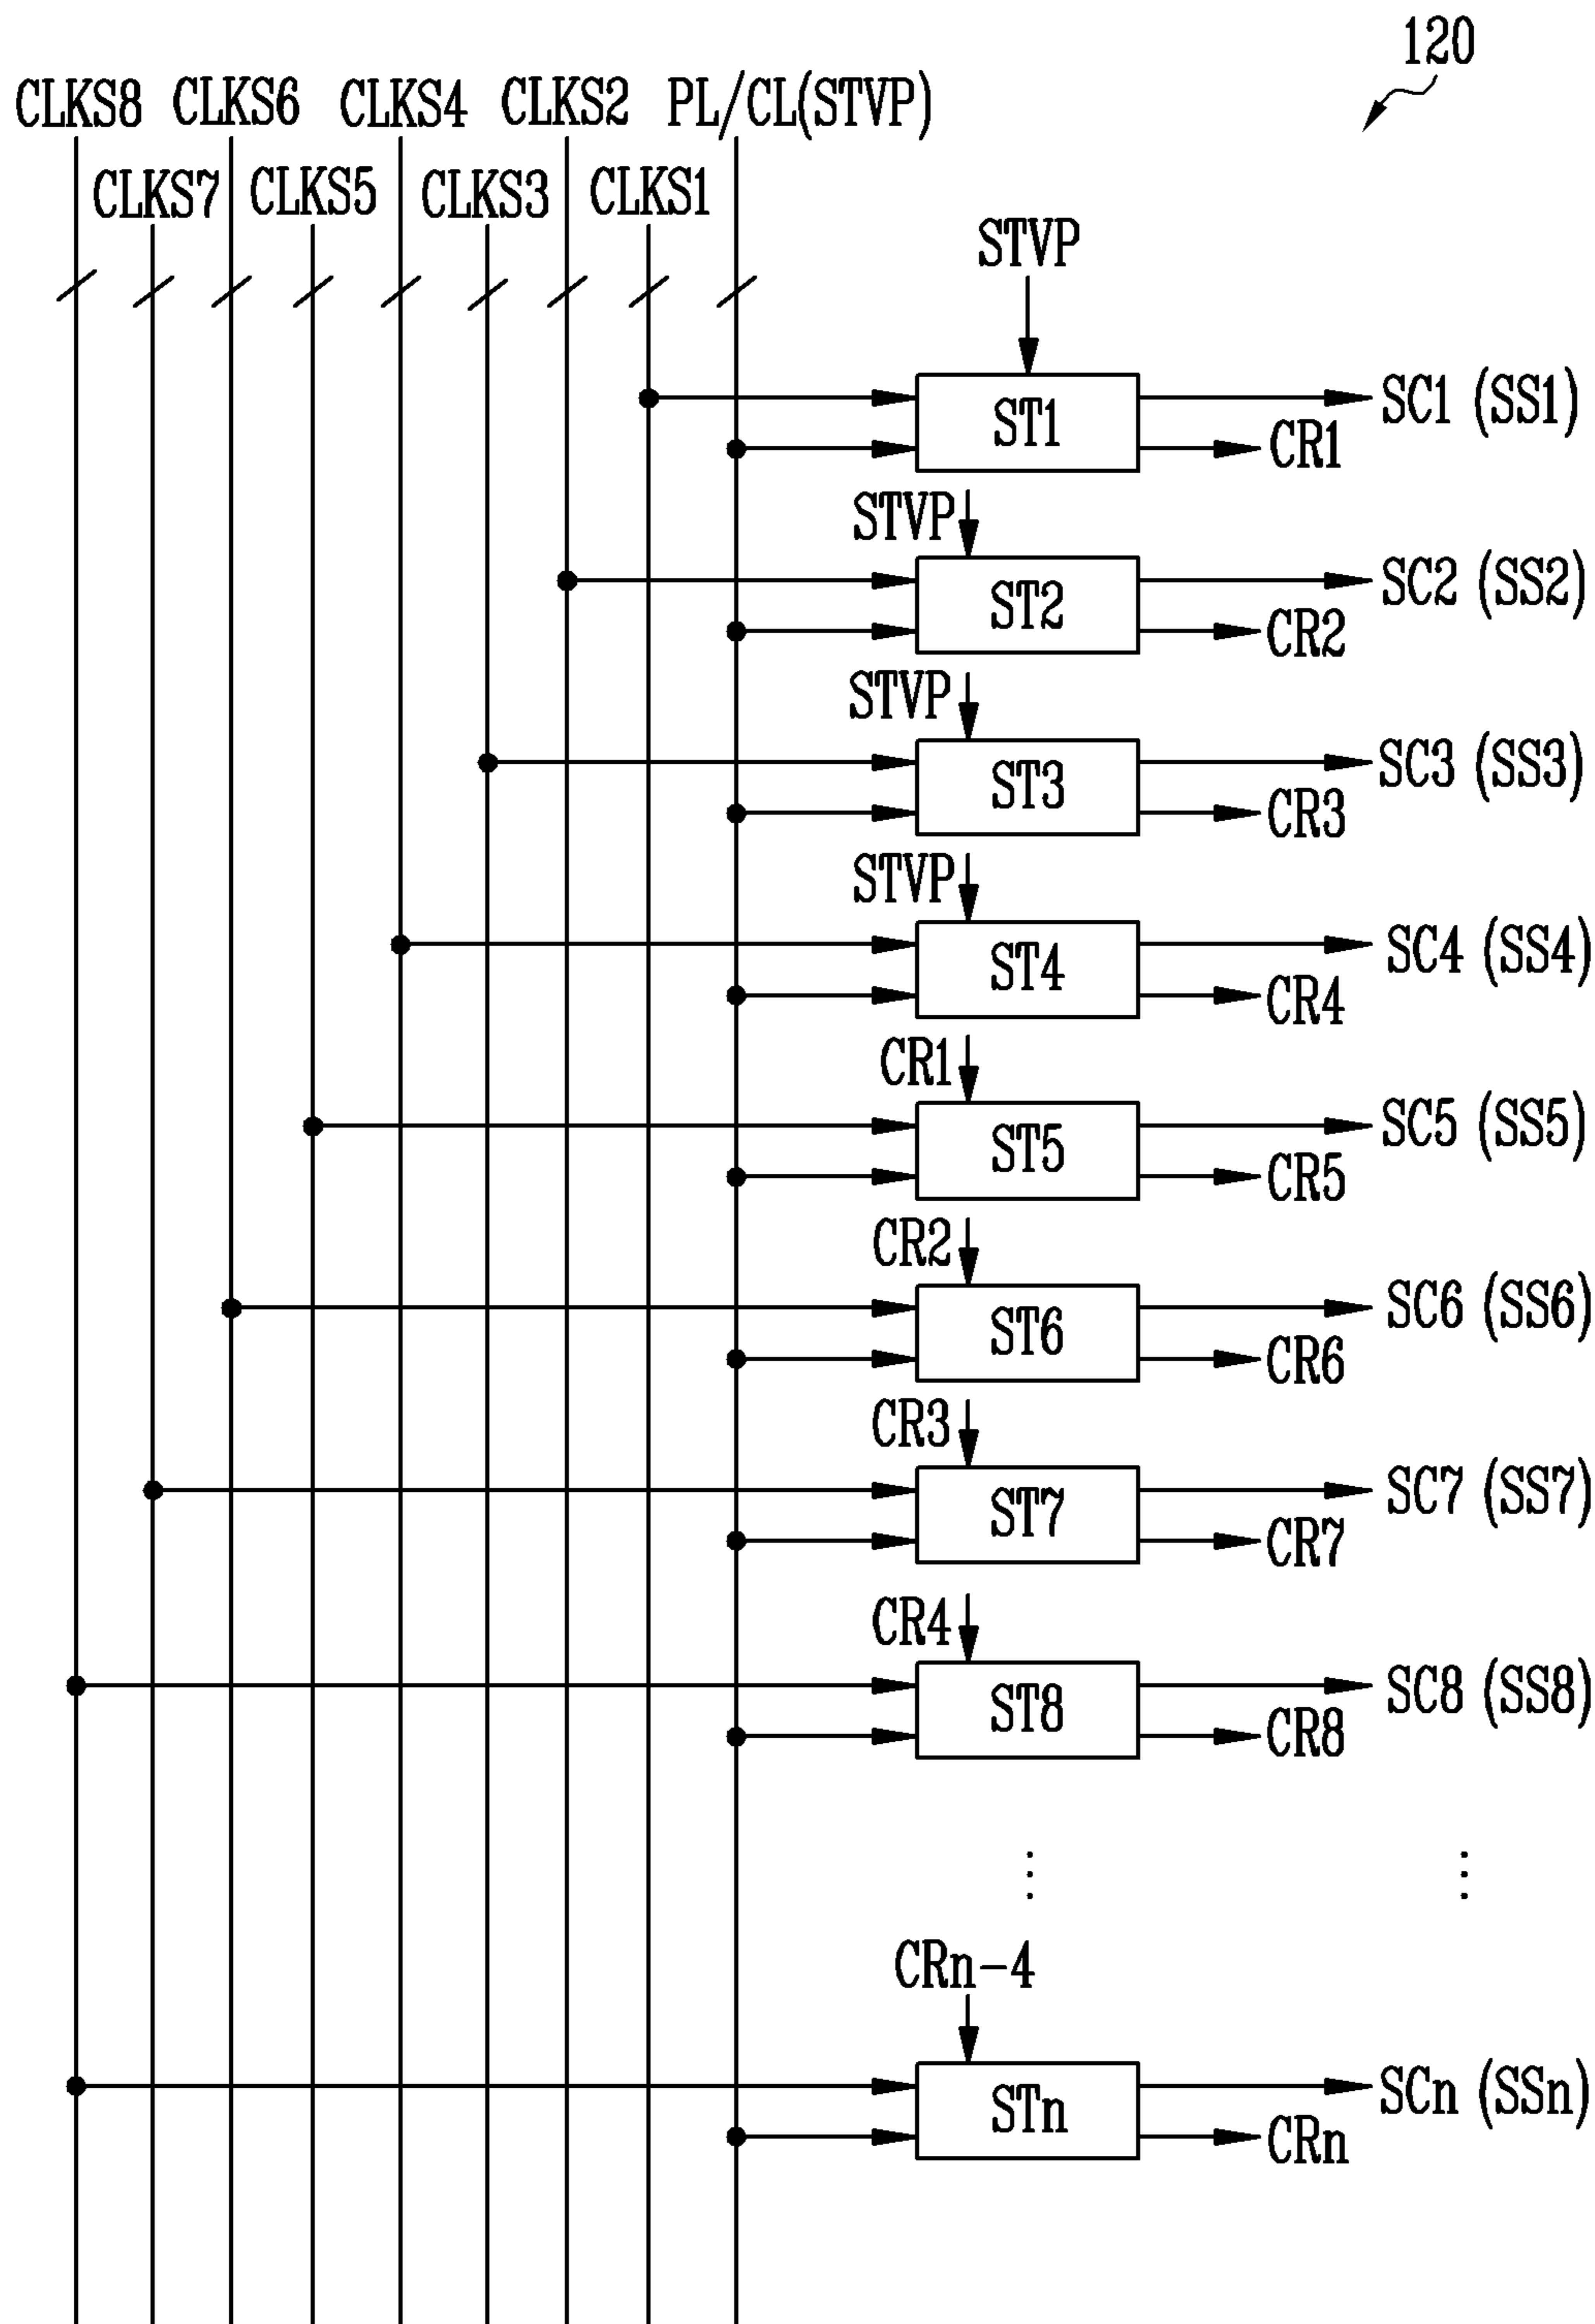 120
CLKS8 CLKS6 CLKS4 CLKS2 PL/CL(STVP)
CLKS7 CLKS5 CLKS3 CLKS1
STVP
ST1
SC1 (SS1)
CR1
STVP
ST2
SC2 (SS2)
CR2
STVP
ST3
SC3 (SS3)
CR3
STVP
ST4
SC4 (SS4)
CR4
CR1
ST5
SC5 (SS5)
CR5
CR2
ST6
SC6 (SS6)
CR6
CR3
ST7
SC7 (SS7)
CR7
CR4
ST8
SC8 (SS8)
CR8
CRn-4
STn
SCn (SSn)
CRn